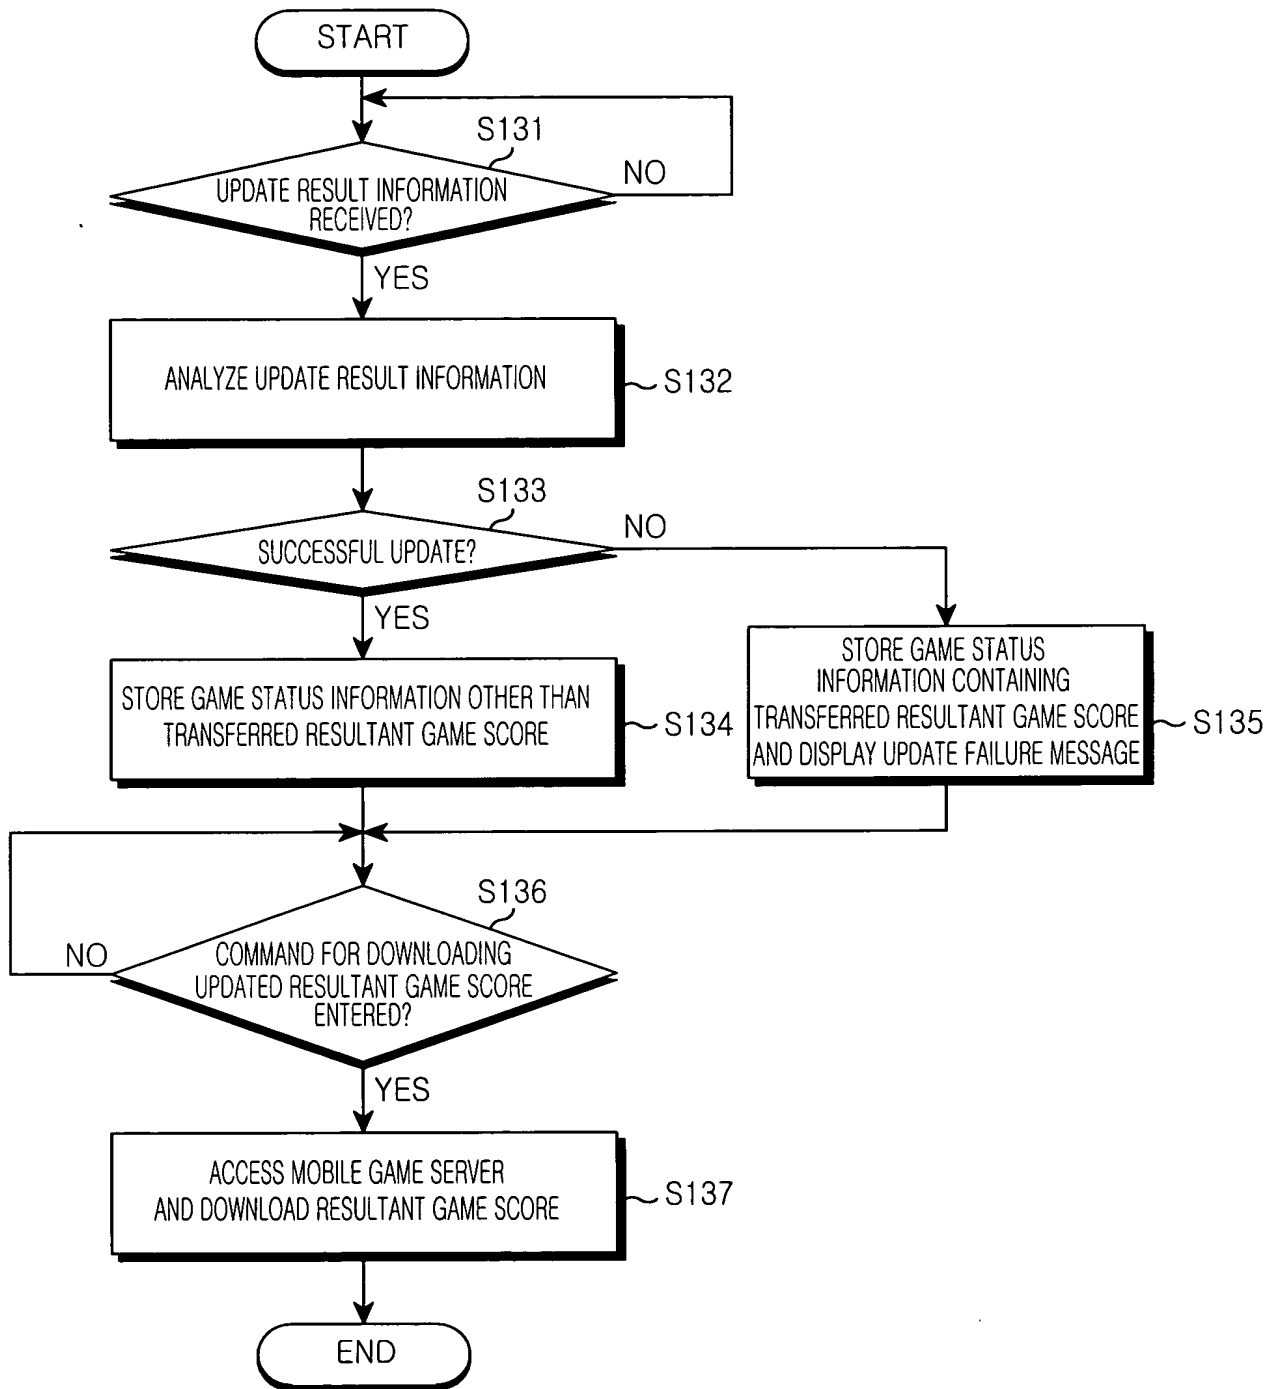 START
S131
NO
UPDATE RESULT INFORMATION
RECEIVED?
YES
ANALYZE UPDATE RESULT INFORMATION
S132
S133
NO
SUCCESSFUL UPDATE?
YES
STORE GAME STATUS INFORMATION OTHER THAN
TRANSFERRED RESULTANT GAME SCORE
S134
STORE GAME STATUS
INFORMATION CONTAINING
TRANSFERRED RESULTANT GAME SCORE
AND DISPLAY UPDATE FAILURE MESSAGE
S135
S136
NO
COMMAND FOR DOWNLOADING
UPDATED RESULTANT GAME SCORE
ENTERED?
YES
ACCESS MOBILE GAME SERVER
AND DOWNLOAD RESULTANT GAME SCORE
S137
END